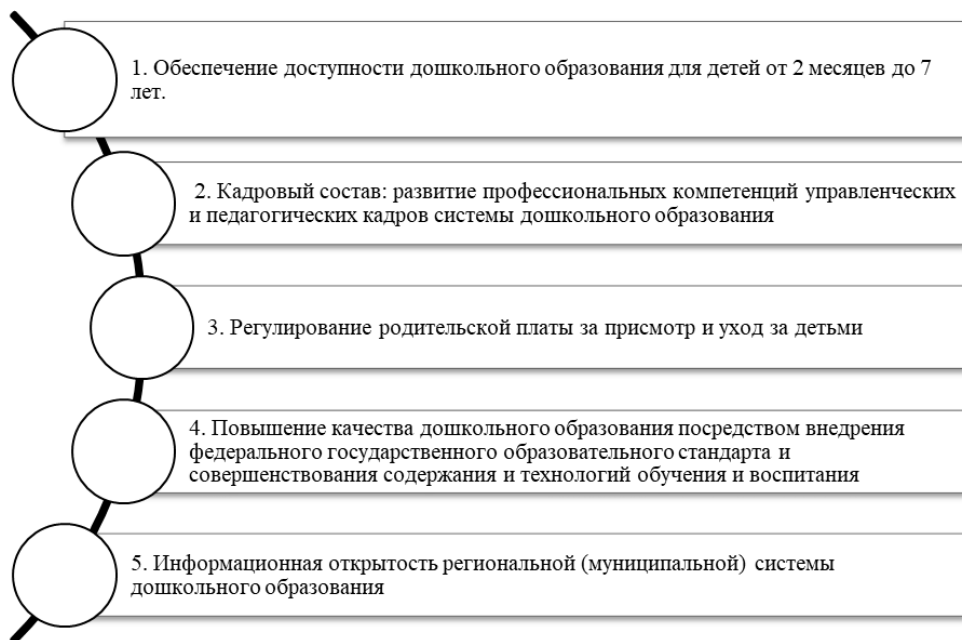 1. Обеспечение доступности дошкольного образования для детей от 2 месяцев до 7
лет.
2. Кадровый состав: развитие профессиональных компетенций управленческих
и педагогических кадров системы дошкольного образования
3. Регулирование родительской платы за присмотр и уход за детьми
4. Повышение качества дошкольного образования посредством внедрения
федерального государственного образовательного стандарта и
совершенствования содержания и технологий обучения и воспитания
5. Информационная открытость региональной (муниципальной) системы
дошкольного образования